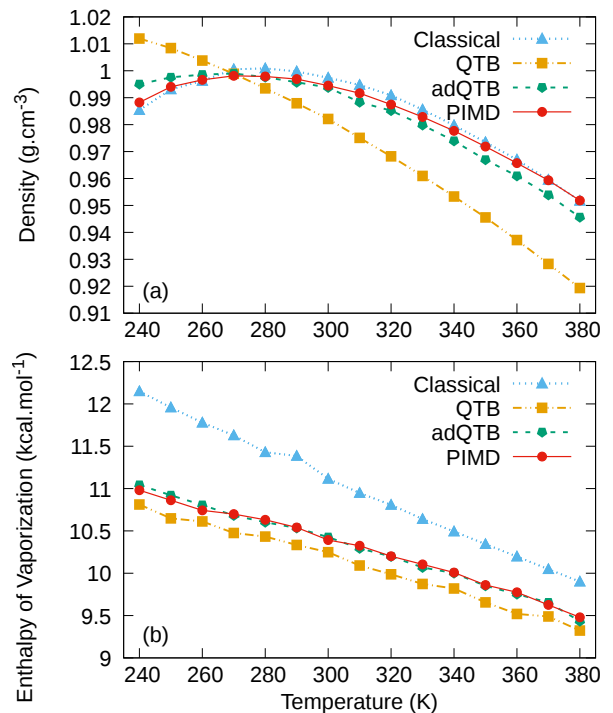 1.02
1.01
1
0.99
0.98
0.97
0.96
0.95
0.94
0.93
0.92
0.91
Density (g.cm⁻³)
Classical
QTB
adQTB
PIMD
(a)
240 260 280 300 320 340 360 380
12.5
12
11.5
11
10.5
10
9.5
9
Enthalpy of Vaporization (kcal.mol⁻¹)
Classical
QTB
adQTB
PIMD
(b)
240 260 280 300 320 340 360 380
Temperature (K)